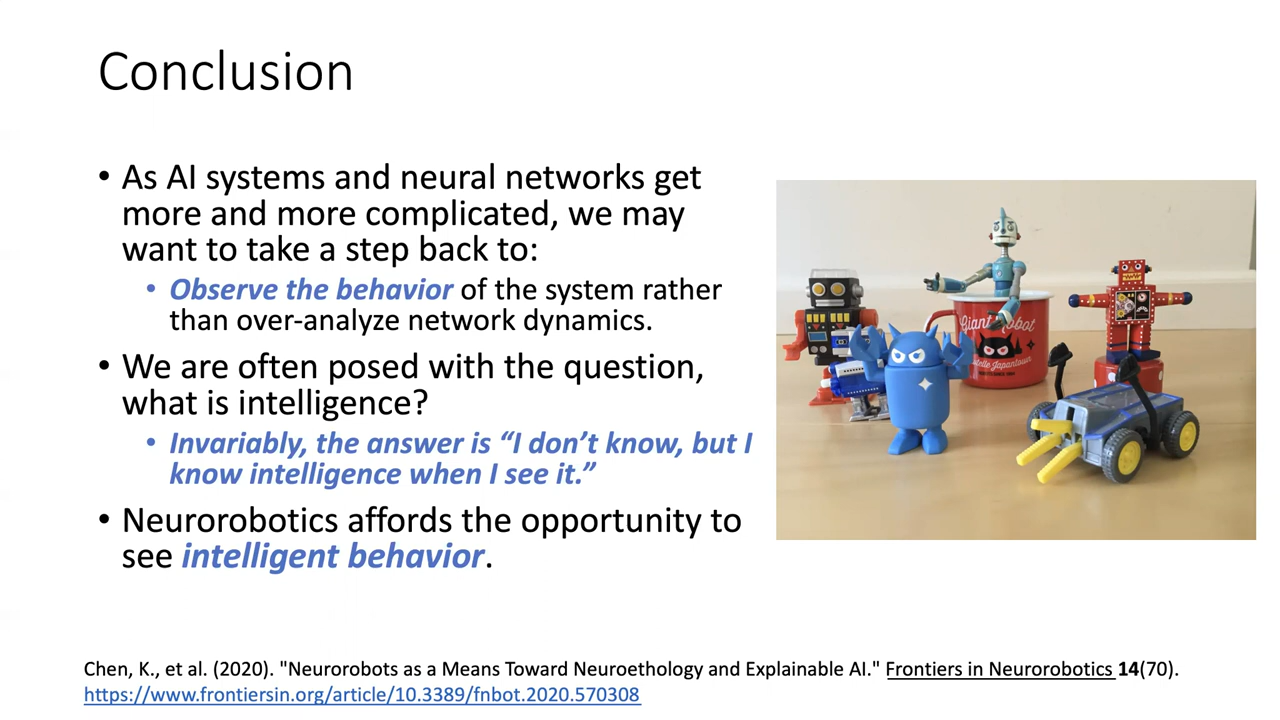 Conclusion
• As AI systems and neural networks get
more and more complicated, we may
want to take a step back to:
• Observe the behavior of the system rather
than over-analyze network dynamics.
• We are often posed with the question,
what is intelligence?
• Invariably, the answer is “I don’t know, but I
know intelligence when I see it.”
• Neurorobotics affords the opportunity to
see intelligent behavior.
Giant Robot
Japantown
Chen, K., et al. (2020). "Neurorobots as a Means Toward Neuroethology and Explainable AI." Frontiers in Neurorobotics 14(70).
https://www.frontiersin.org/article/10.3389/fnbot.2020.570308